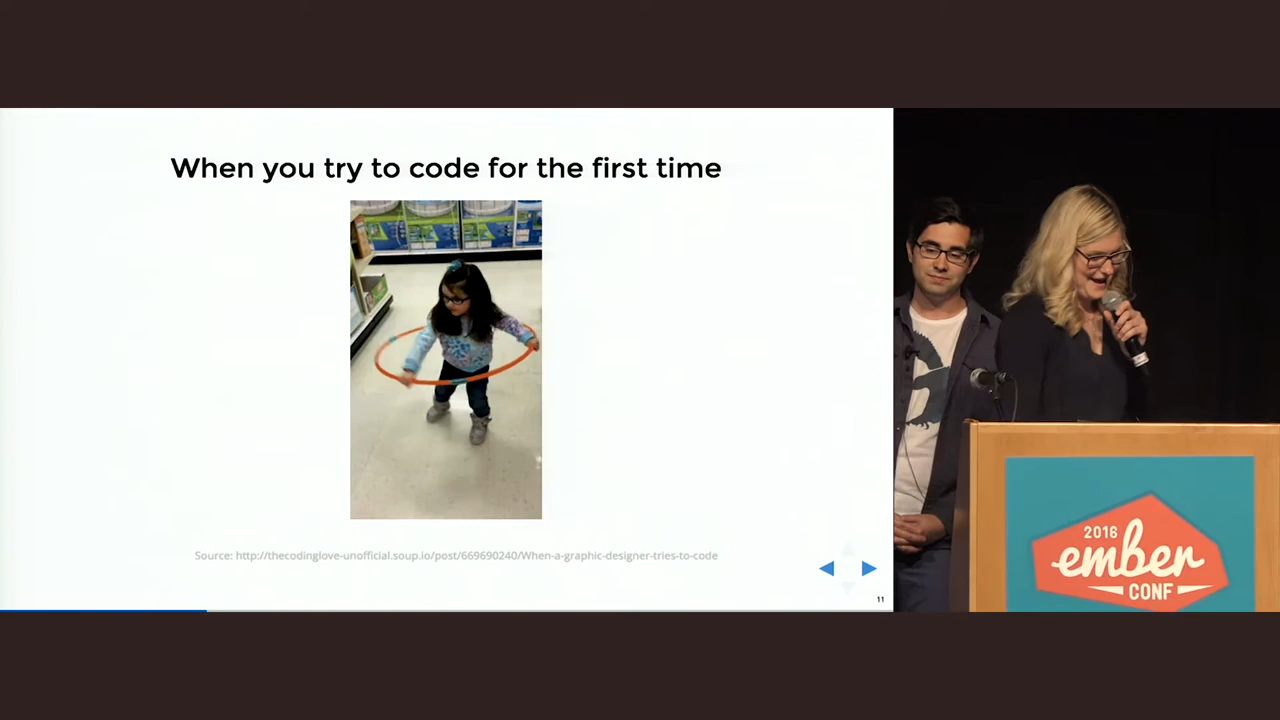 When you try to code for the first time
Source: http://thecodinglove-unofficial.soup.io/post/669690240/When-a-graphic-designer-tries-to-code
11
2016
ember
CONF